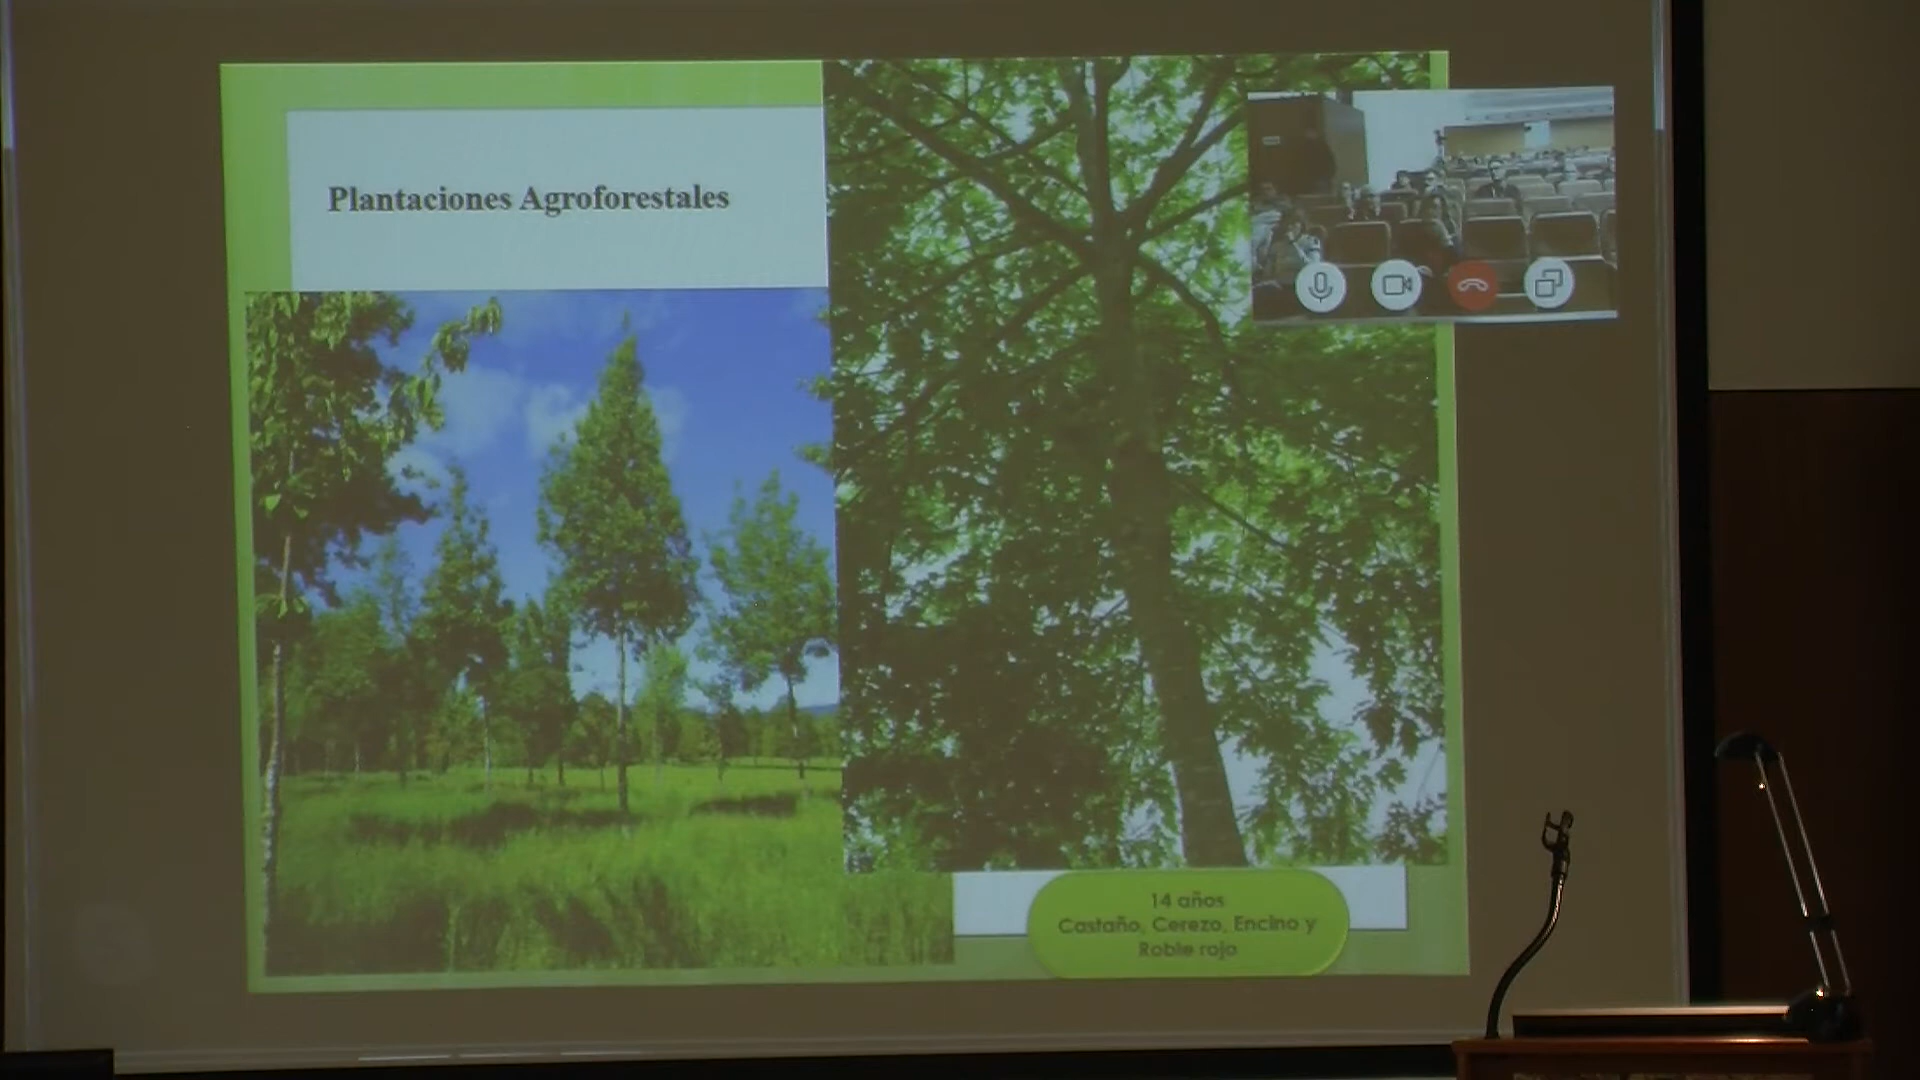 Plantaciones Agroforestales
14 años
Castaño, Cerezo, Encino y
Roble rojo